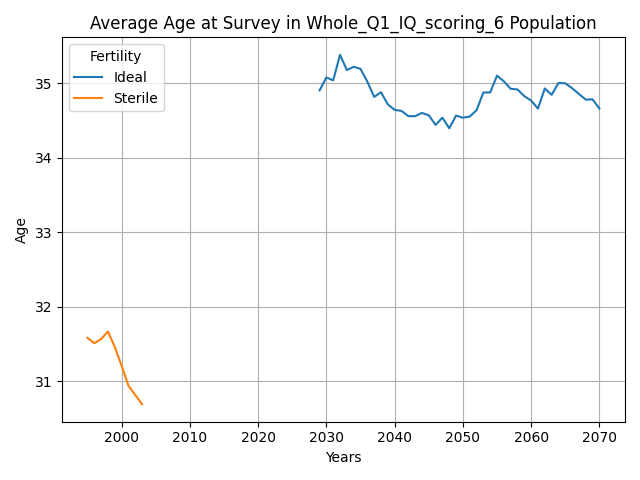 Average Age at Survey in Whole_Q1_IQ_scoring_6 Population
Fertility
Ideal
Sterile
35
34
33
32
31
Age
2000 2010 2020 2030 2040 2050 2060 2070
Years